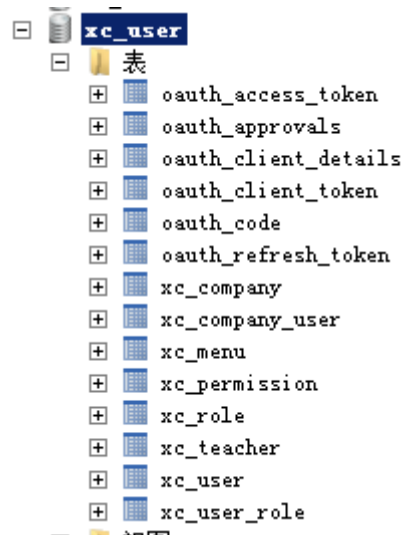 xc_user
表
oauth_access_token
oauth_approvals
oauth_client_details
oauth_client_token
oauth_code
oauth_refresh_token
xc_company
xc_company_user
xc_menu
xc_permission
xc_role
xc_teacher
xc_user
xc_user_role